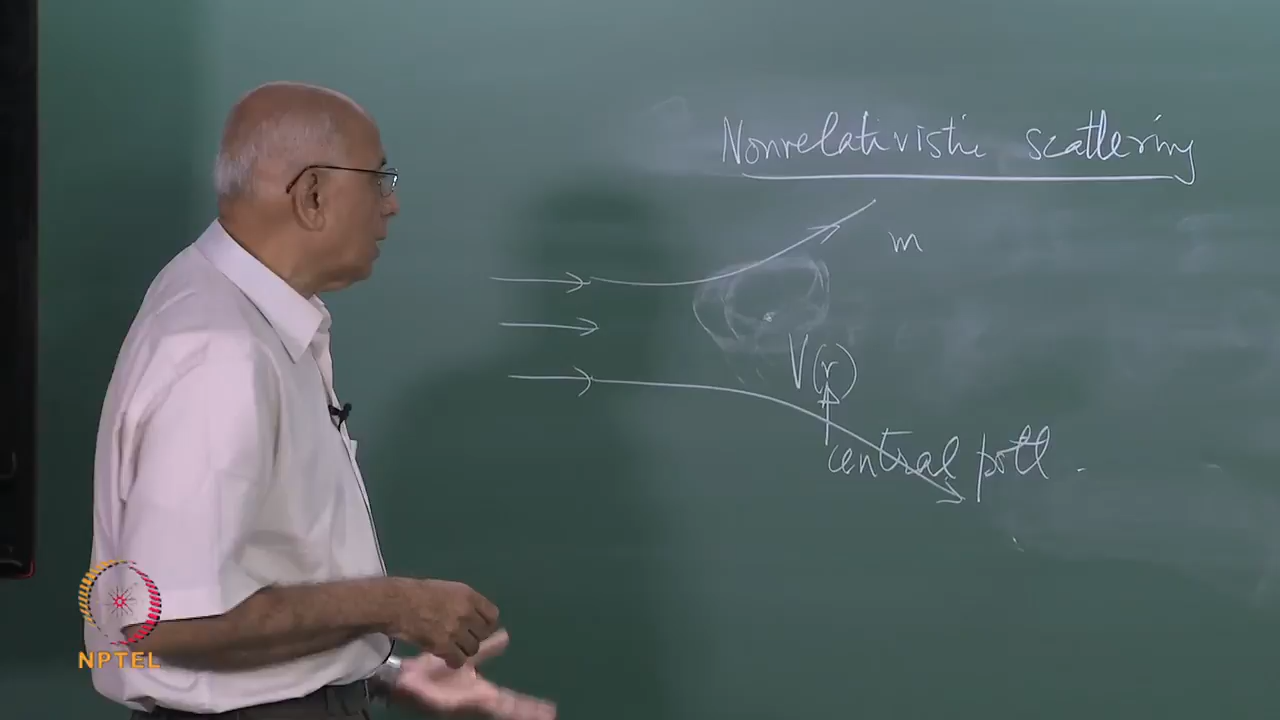 Nonrelativistic scattering
m
V(r)
central potl.
NPTEL